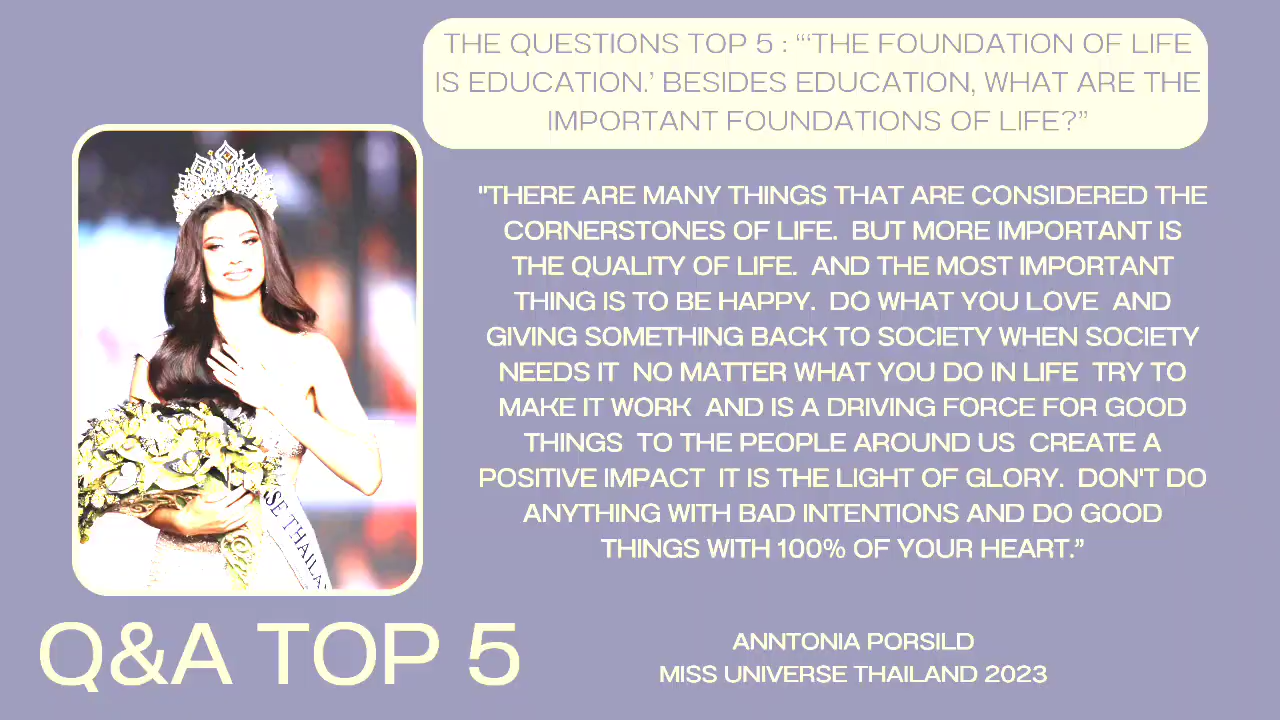 THE QUESTIONS TOP 5 : “‘THE FOUNDATION OF LIFE
IS EDUCATION.’ BESIDES EDUCATION, WHAT ARE THE
IMPORTANT FOUNDATIONS OF LIFE?”
"THERE ARE MANY THINGS THAT ARE CONSIDERED THE
CORNERSTONES OF LIFE. BUT MORE IMPORTANT IS
THE QUALITY OF LIFE. AND THE MOST IMPORTANT
THING IS TO BE HAPPY. DO WHAT YOU LOVE AND
GIVING SOMETHING BACK TO SOCIETY WHEN SOCIETY
NEEDS IT NO MATTER WHAT YOU DO IN LIFE TRY TO
MAKE IT WORK AND IS A DRIVING FORCE FOR GOOD
THINGS TO THE PEOPLE AROUND US CREATE A
POSITIVE IMPACT IT IS THE LIGHT OF GLORY. DON'T DO
ANYTHING WITH BAD INTENTIONS AND DO GOOD
THINGS WITH 100% OF YOUR HEART.”
SE THAILA
Q&A TOP 5
ANNTONIA PORSILD
MISS UNIVERSE THAILAND 2023